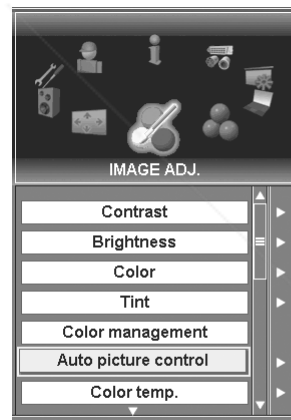 IMAGE ADJ.
Contrast
Brightness
Color
Tint
Color management
Auto picture control
Color temp.